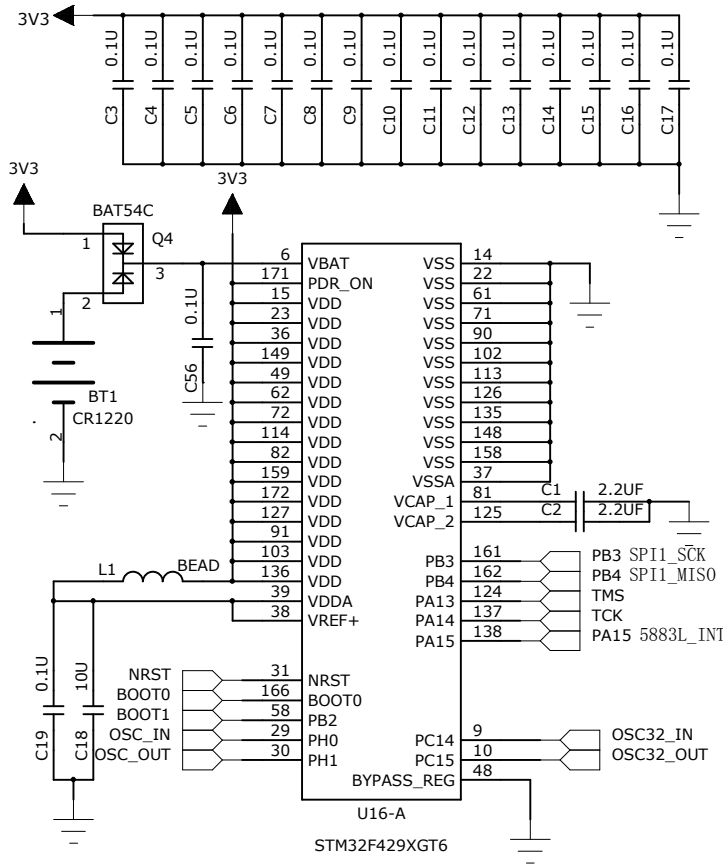 3V3
0.1U 0.1U 0.1U 0.1U 0.1U 0.1U 0.1U 0.1U 0.1U 0.1U 0.1U 0.1U 0.1U 0.1U 0.1U
C3 C4 C5 C6 C7 C8 C9 C10 C11 C12 C13 C14 C15 C16 C17
3V3
3V3
BAT54C
1
Q4
3
2
0.1U
C56
1
BT1
CR1220
2
6 VBAT
171 PDR_ON
15 VDD
23 VDD
36 VDD
149 VDD
49 VDD
62 VDD
72 VDD
114 VDD
82 VDD
159 VDD
172 VDD
127 VDD
91 VDD
103 VDD
136 VDD
39 VDDA
38 VREF+
L1 BEAD
0.1U 10U
C19 C18
NRST 31 NRST
BOOT0 166 BOOT0
BOOT1 58 PB2
OSC_IN 29 PH0
OSC_OUT 30 PH1
VSS 14
VSS 22
VSS 61
VSS 71
VSS 90
VSS 102
VSS 113
VSS 126
VSS 135
VSS 148
VSS 158
VSSA 37
VCAP_1 81 C1 2.2UF
VCAP_2 125 C2 2.2UF
PB3 161 PB3 SPI1_SCK
PB4 162 PB4 SPI1_MISO
PA13 124 TMS
PA14 137 TCK
PA15 138 PA15 5883L_INT
PC14 9 OSC32_IN
PC15 10 OSC32_OUT
BYPASS_REG 48
U16-A
STM32F429XGT6